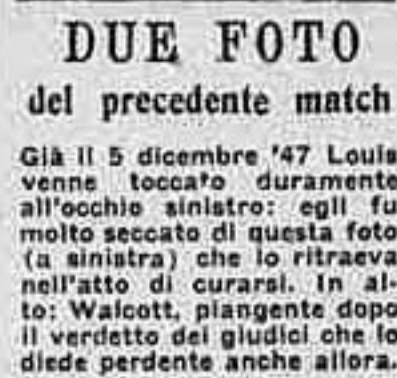 DUE FOTO
del precedente match
Già il 5 dicembre '47 Louis
venne toccato duramente
all'occhio sinistro: egli fu
molto seccato di questa foto
(a sinistra) che lo ritraeva
nell'atto di curarsi. In al-
to: Walcott, piangente dopo
il verdetto dei giudici che lo
diede perdente anche allora.